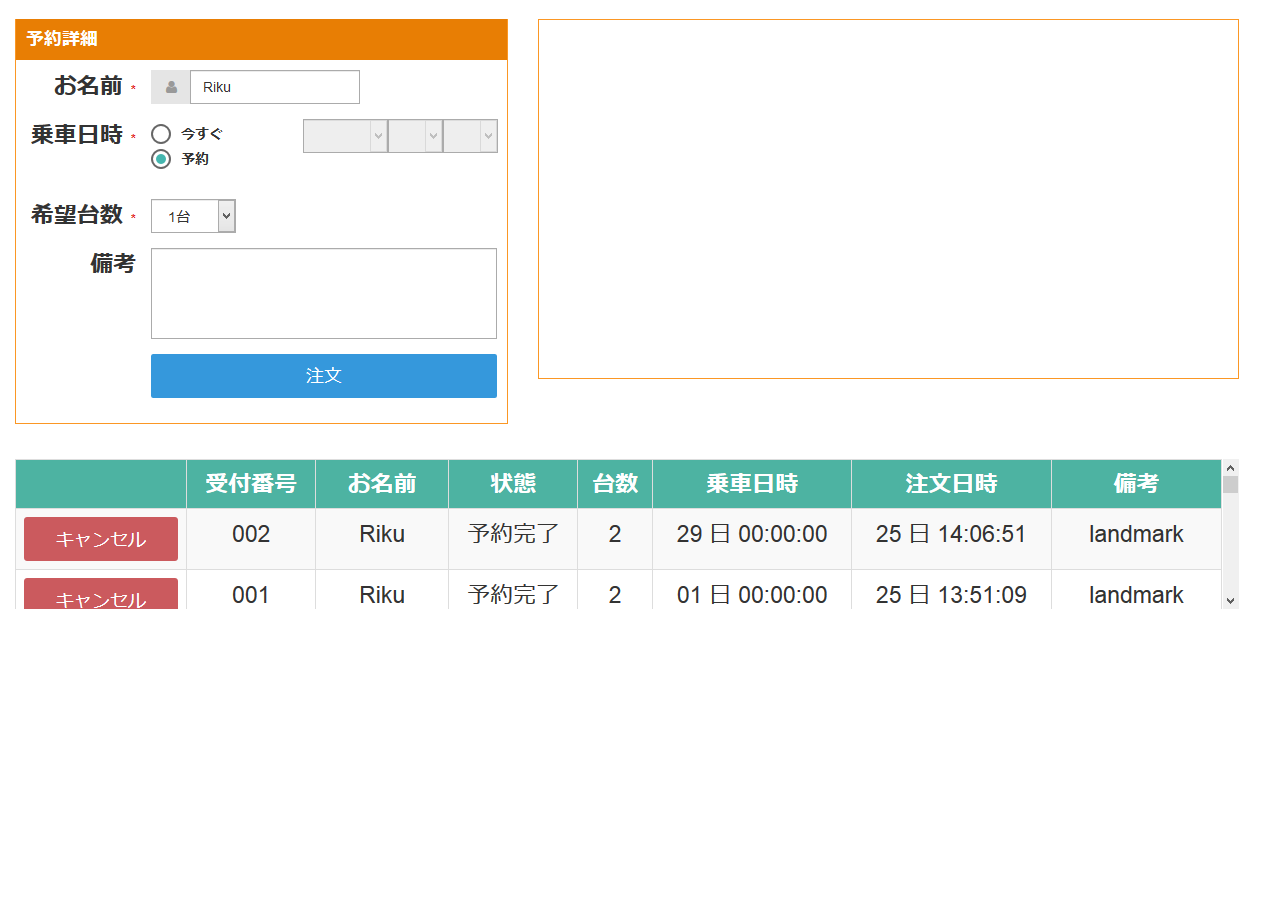 予約詳細
お名前 * Riku
乗車日時 * 今すぐ
予約
希望台数 * 1台
備考
注文
受付番号 お名前 状態 台数 乗車日時 注文日時 備考
キャンセル 002 Riku 予約完了 2 29 日 00:00:00 25 日 14:06:51 landmark
キャンセル 001 Riku 予約完了 2 01 日 00:00:00 25 日 13:51:09 landmark